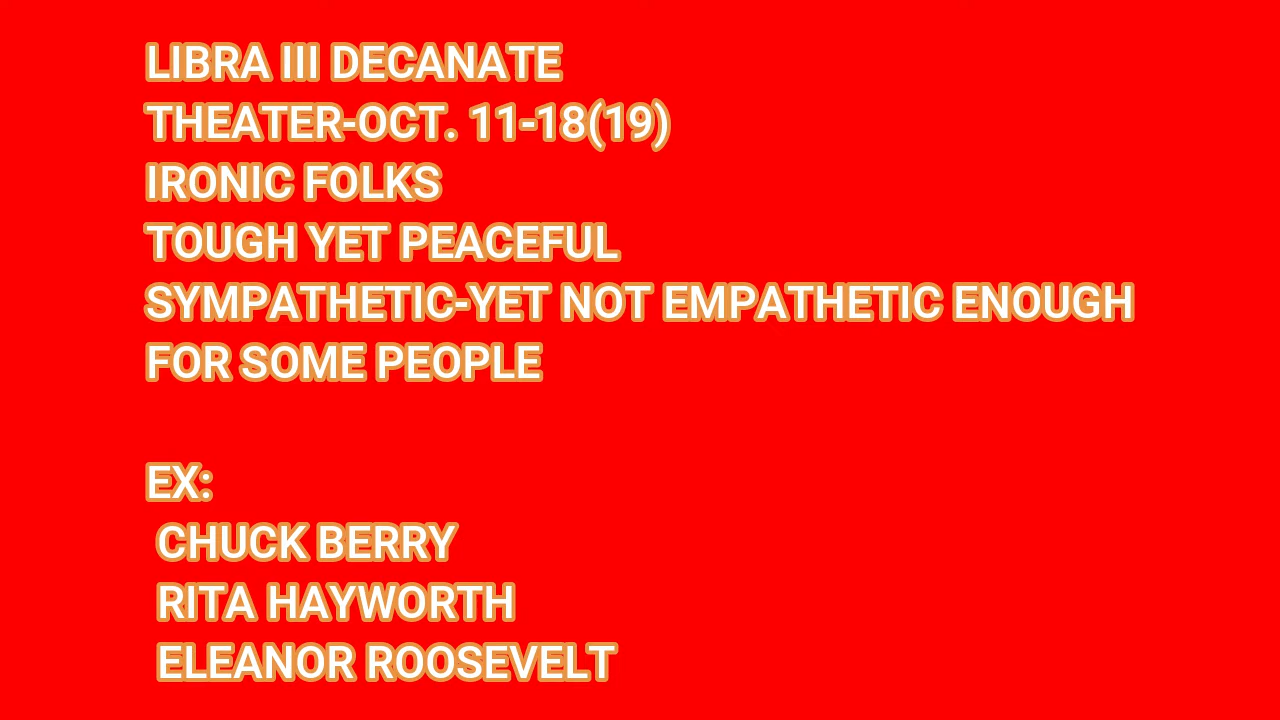 LIBRA III DECANATE
THEATER-OCT. 11-18(19)
IRONIC FOLKS
TOUGH YET PEACEFUL
SYMPATHETIC-YET NOT EMPATHETIC ENOUGH
FOR SOME PEOPLE
EX:
CHUCK BERRY
RITA HAYWORTH
ELEANOR ROOSEVELT